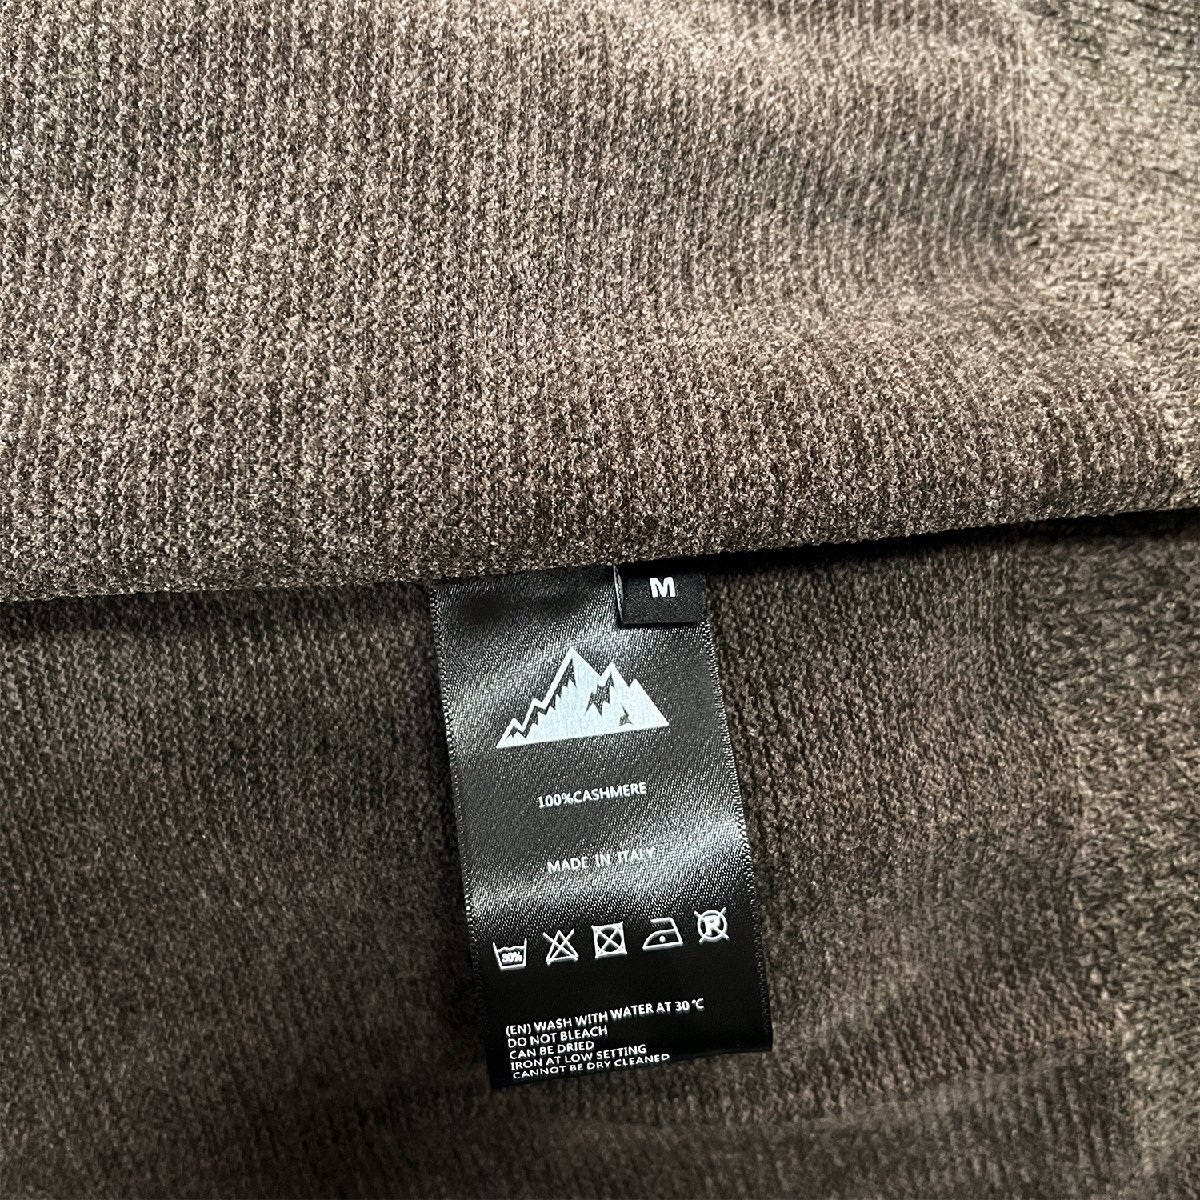 M
100%CASHMERE
MADE IN ITALY
30%
R
(EN) WASH WITH WATER AT 30 °C
DO NOT BLEACH
CAN BE DRIED
IRON AT LOW SETTING
CANNOT BE DRY CLEANED